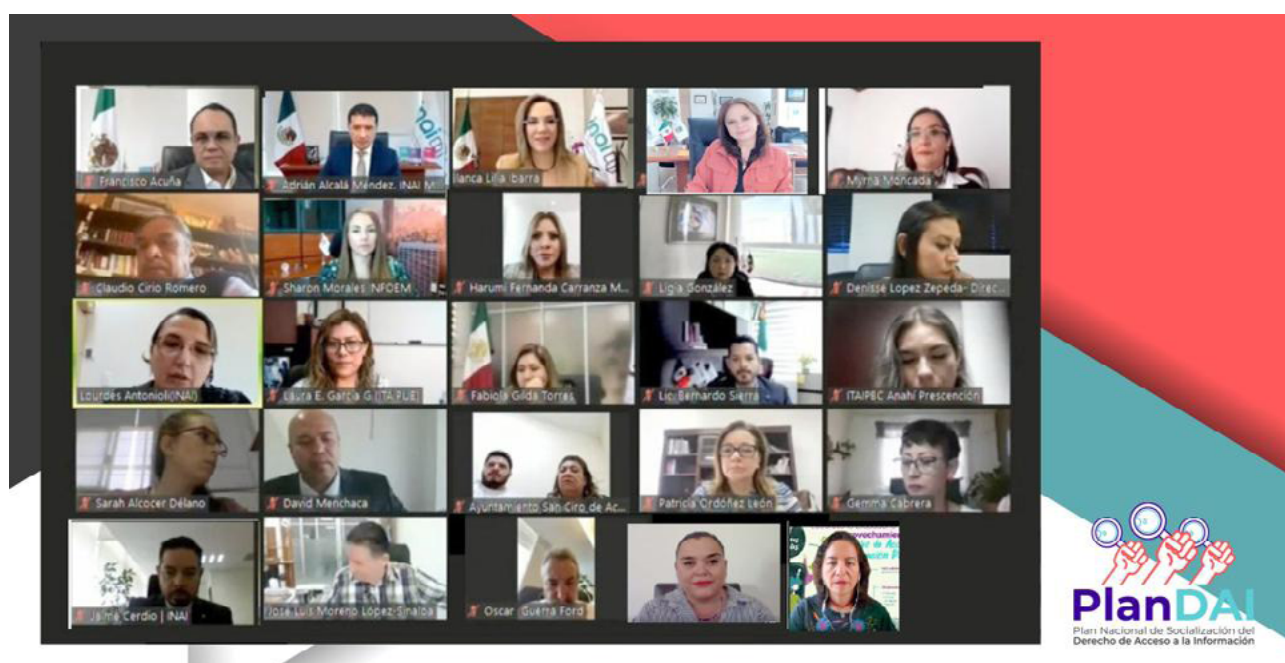 Francisco Acuña
Adrián Alcalá Méndez. INAI M
lanca Lilia Ibarra
inai
Myrna Moncada
Claudio Cirio Romero
Sharon Morales INFOEM
Harumi Fernanda Carranza M...
Ligia González
Denisse Lopez Zepeda- Direc...
Lourdes Antonioli(INAI)
Laura E. García G (ITA PUE)
Fabiola Gilda Torres
Lic. Bernardo Sierra
ITAIPBC Anahí Prescención
Sarah Alcocer Délano
David Menchaca
Ayuntamiento San Ciro de Ac...
Patricia Ordóñez León
Gemma Cabrera
Jaime Cerdio | INAI
Jose Luis Moreno López-Sinaloa
Oscar Guerra Ford
PlanDAI
Plan Nacional de Socialización del
Derecho de Acceso a la Información